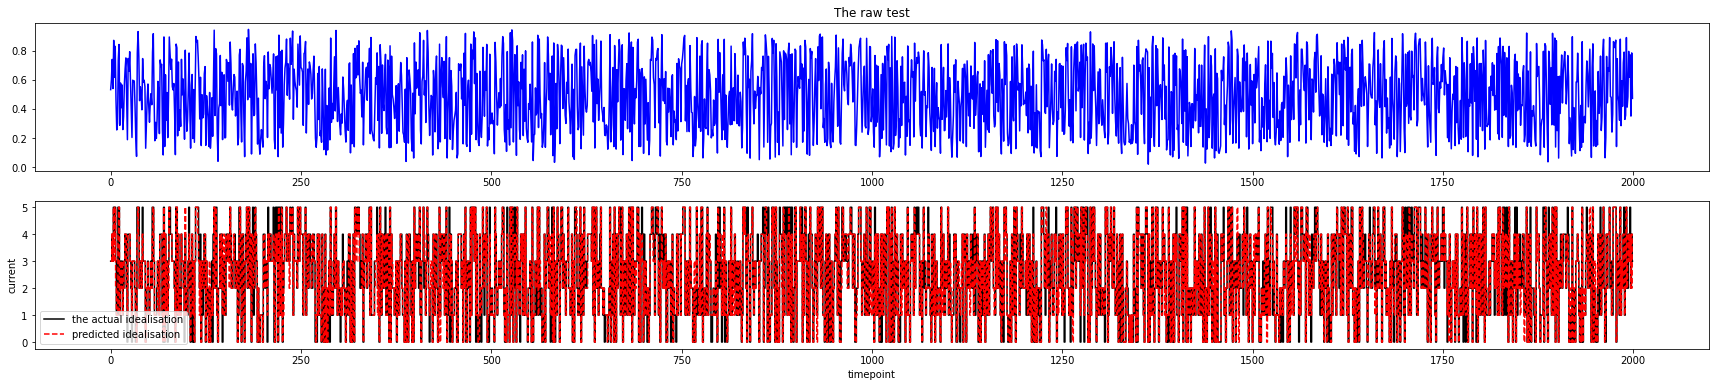 The raw test
0.8
0.6
0.4
0.2
0.0
0 250 500 750 1000 1250 1500 1750 2000
5
4
3
2
1
0
current
the actual idealisation
predicted idealisation
0 250 500 750 1000 1250 1500 1750 2000
timepoint